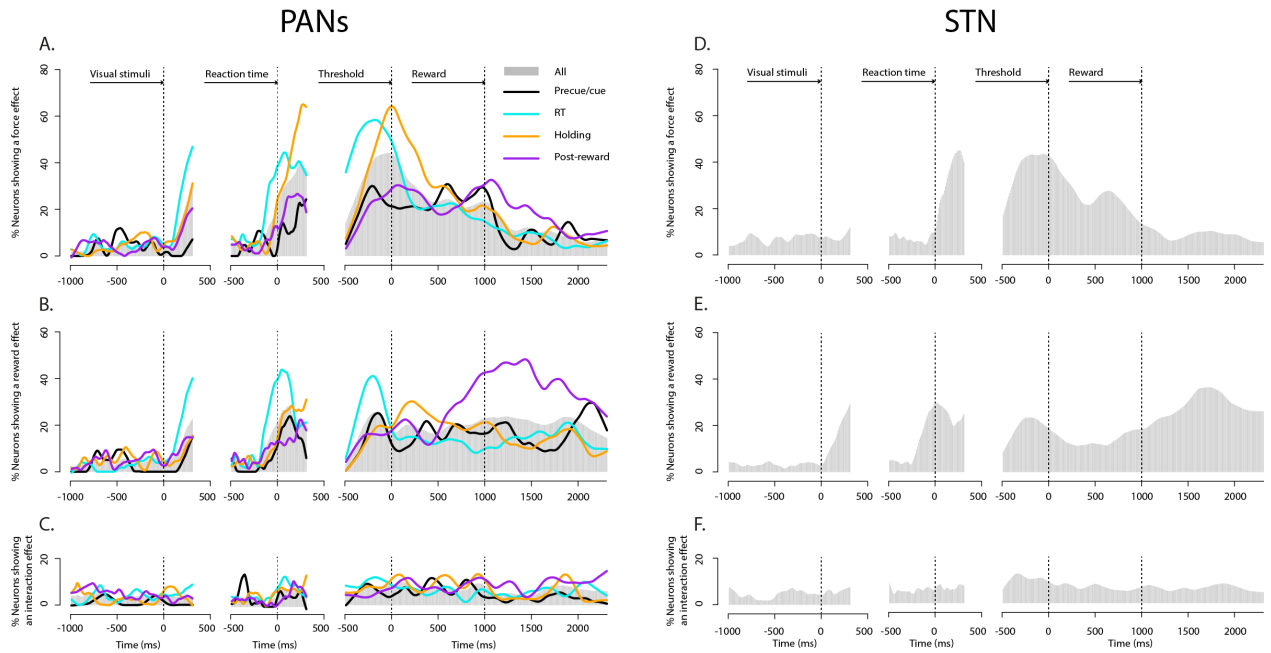 PANs
STN
A.
80
60
40
20
0
% Neurons showing a force effect
Visual stimuli
Reaction time
Threshold
Reward
All
Precue/cue
RT
Holding
Post-reward
-1000 -500 0 500
-500 0 500
-500 0 500 1000 1500 2000
B.
60
40
20
0
% Neurons showing a reward effect
-1000 -500 0 500
-500 0 500
-500 0 500 1000 1500 2000
C.
20
0
% Neurons showing
an interaction effect
-1000 -500 0 500
-500 0 500
-500 0 500 1000 1500 2000
Time (ms)
Time (ms)
Time (ms)
D.
80
60
40
20
0
% Neurons showing a force effect
Visual stimuli
Reaction time
Threshold
Reward
-1000 -500 0 500
-500 0 500
-500 0 500 1000 1500 2000
E.
60
40
20
0
% Neurons showing a reward effect
-1000 -500 0 500
-500 0 500
-500 0 500 1000 1500 2000
F.
20
0
% Neurons showing
an interaction effect
-1000 -500 0 500
-500 0 500
-500 0 500 1000 1500 2000
Time (ms)
Time (ms)
Time (ms)